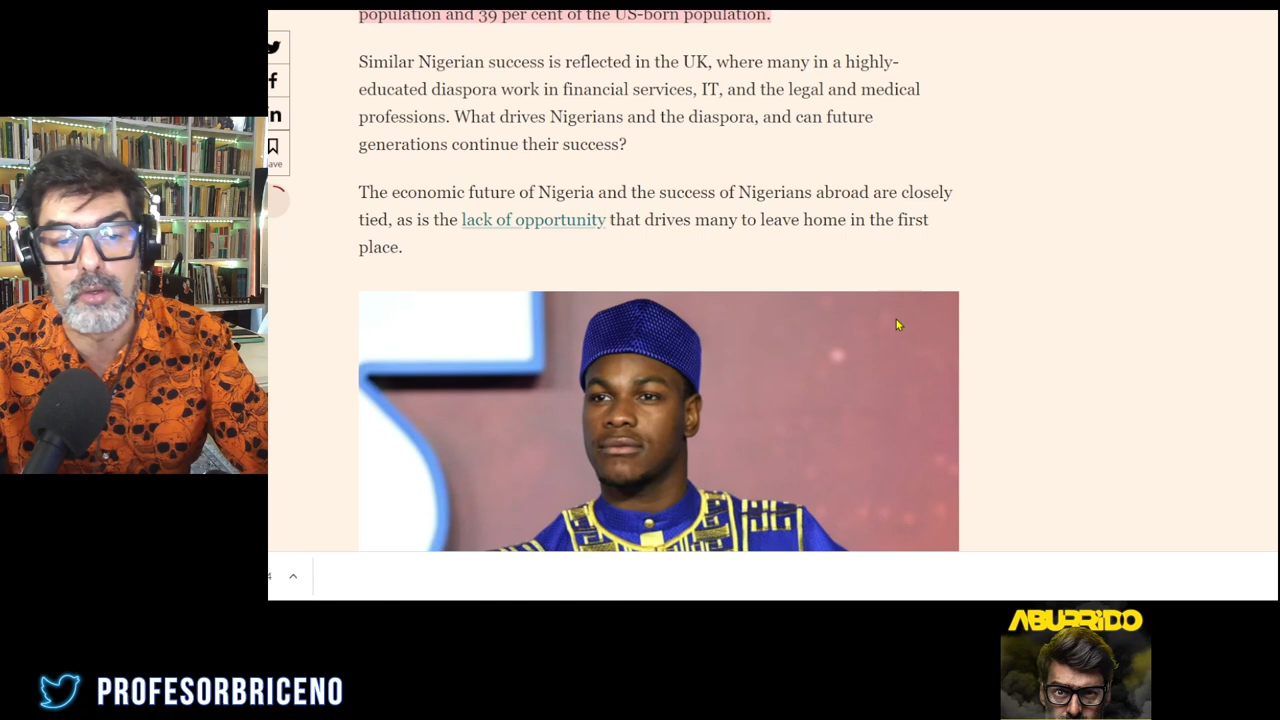 population and 39 per cent of the US-born population.
Similar Nigerian success is reflected in the UK, where many in a highly-
educated diaspora work in financial services, IT, and the legal and medical
professions. What drives Nigerians and the diaspora, and can future
generations continue their success?
The economic future of Nigeria and the success of Nigerians abroad are closely
tied, as is the lack of opportunity that drives many to leave home in the first
place.
ave
ABURRiDO
PROFESORBRICENO